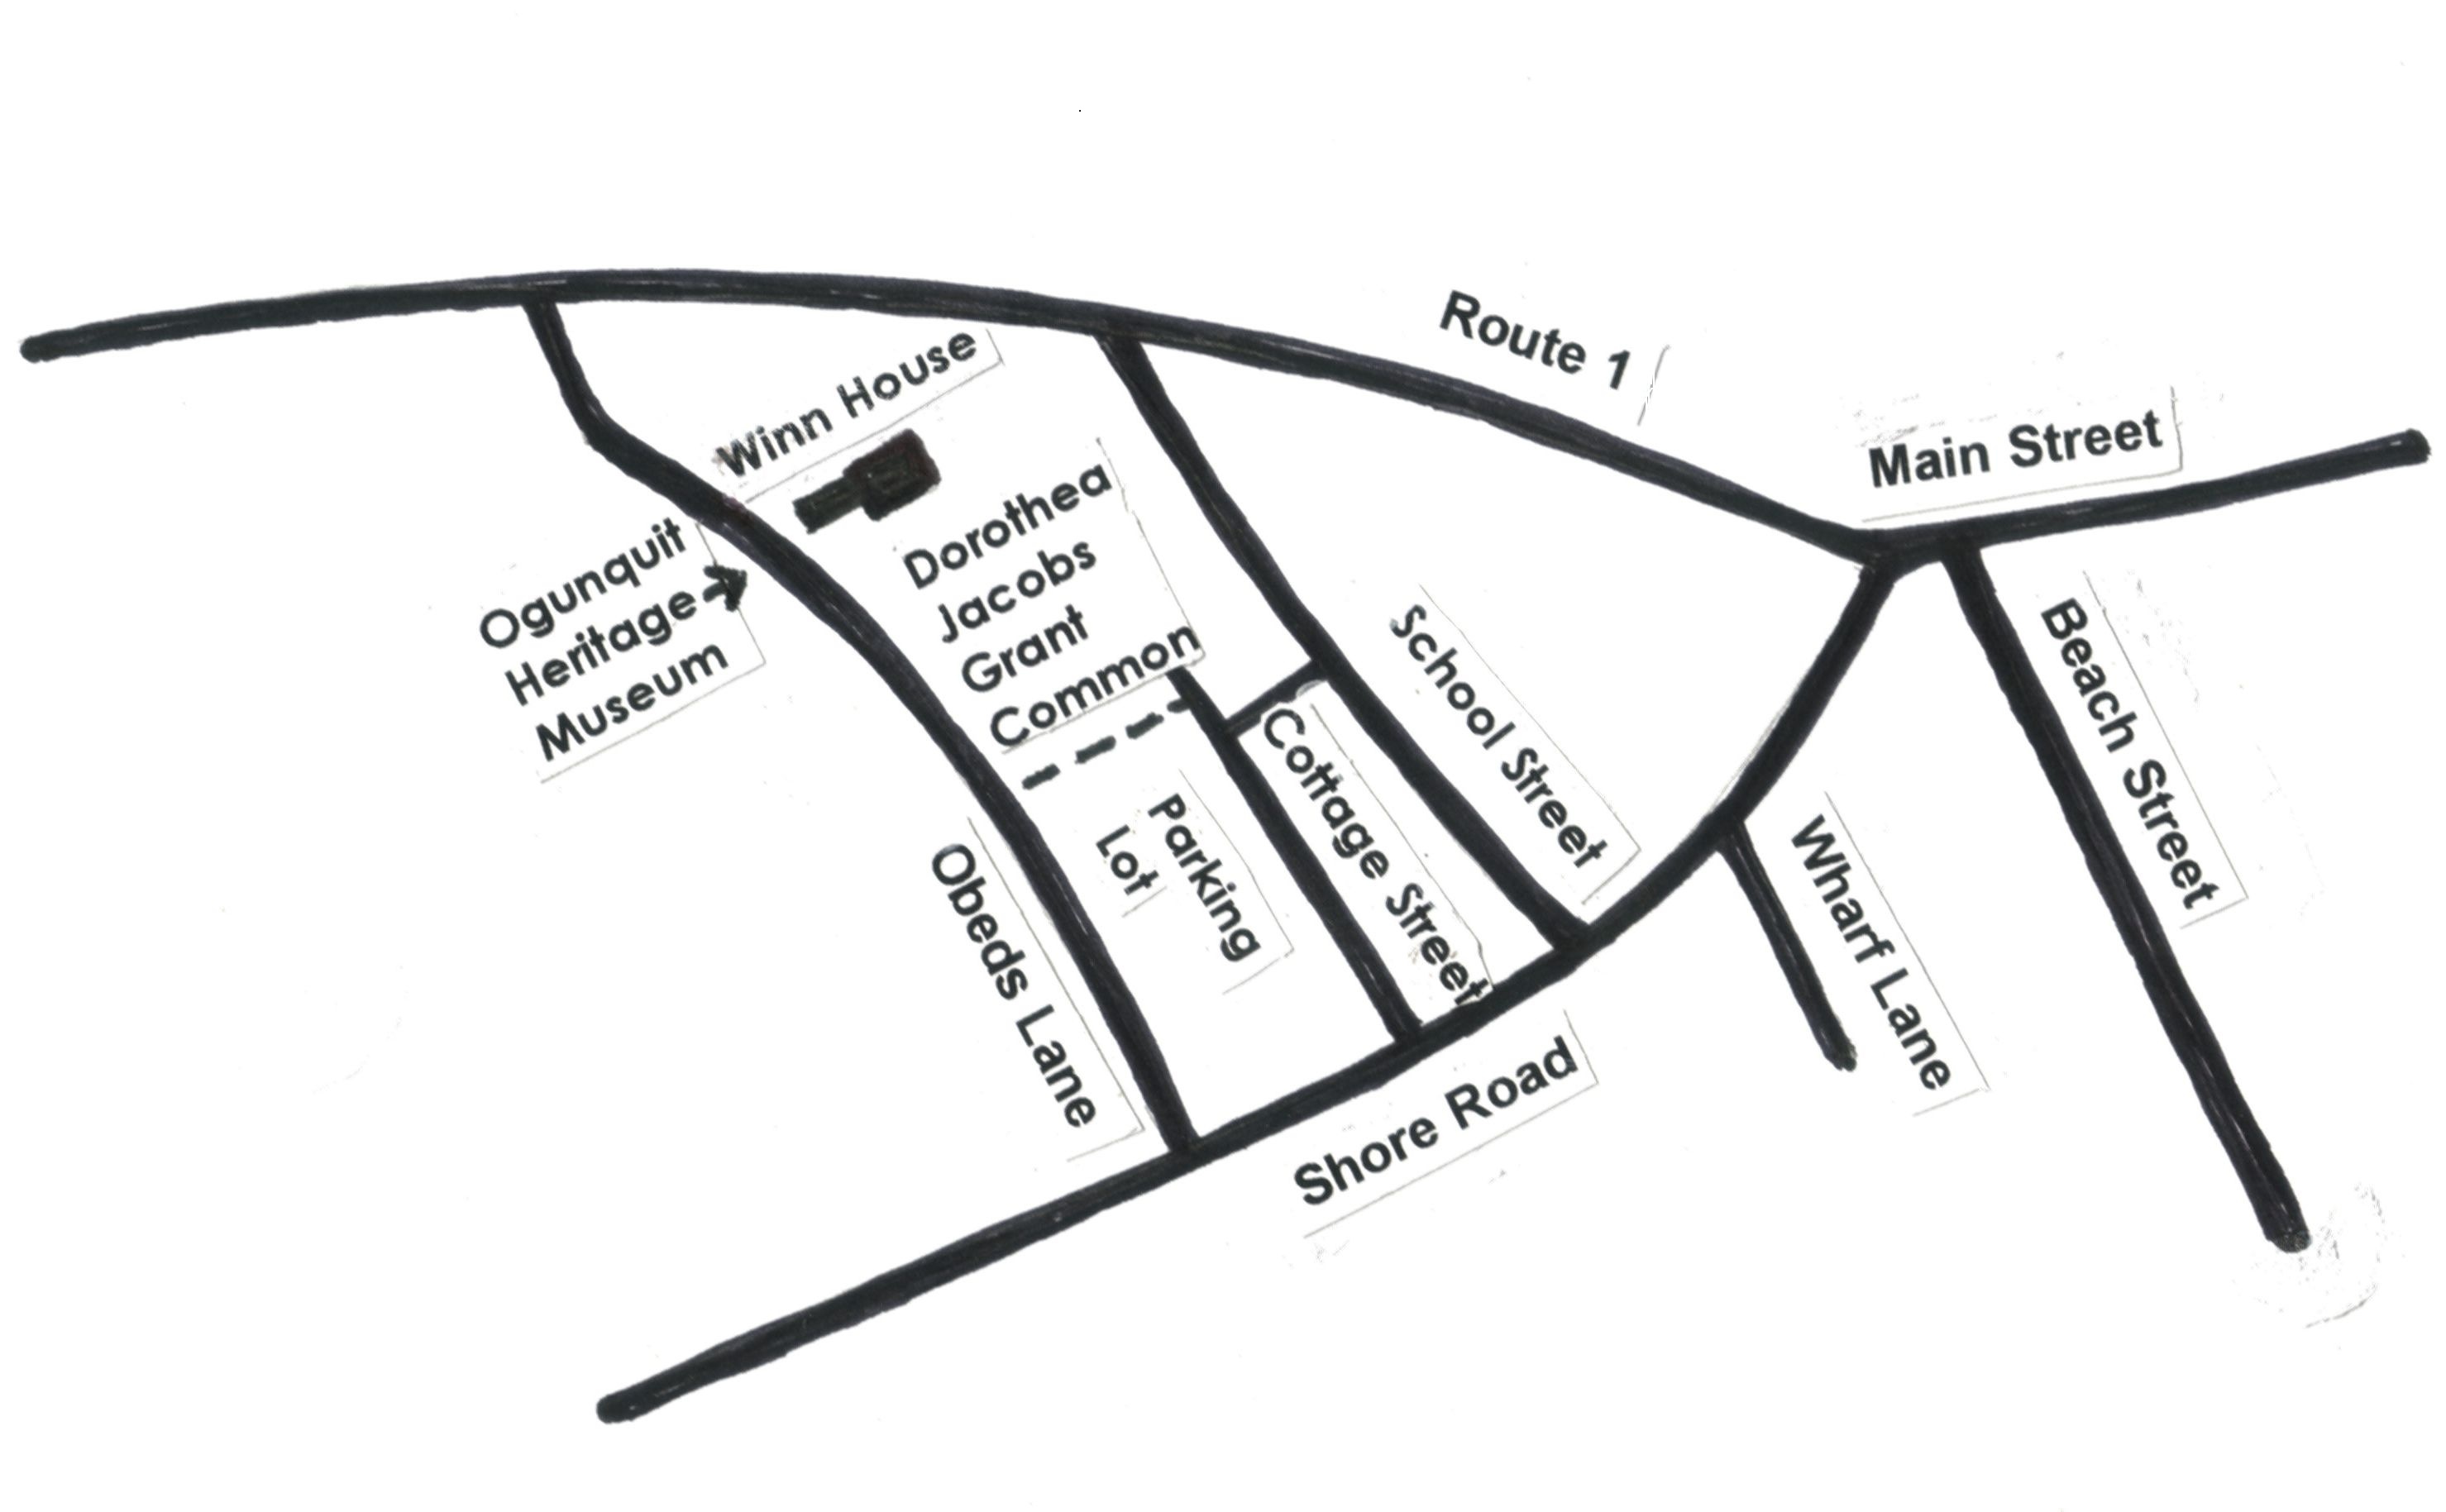 Route 1
Main Street
Winn House
Dorothea
Jacobs
Grant
Common
Ogunquit
Heritage
Museum
School Street
Beach Street
Cottage Street
Parking
Lot
Wharf Lane
Obeds Lane
Shore Road